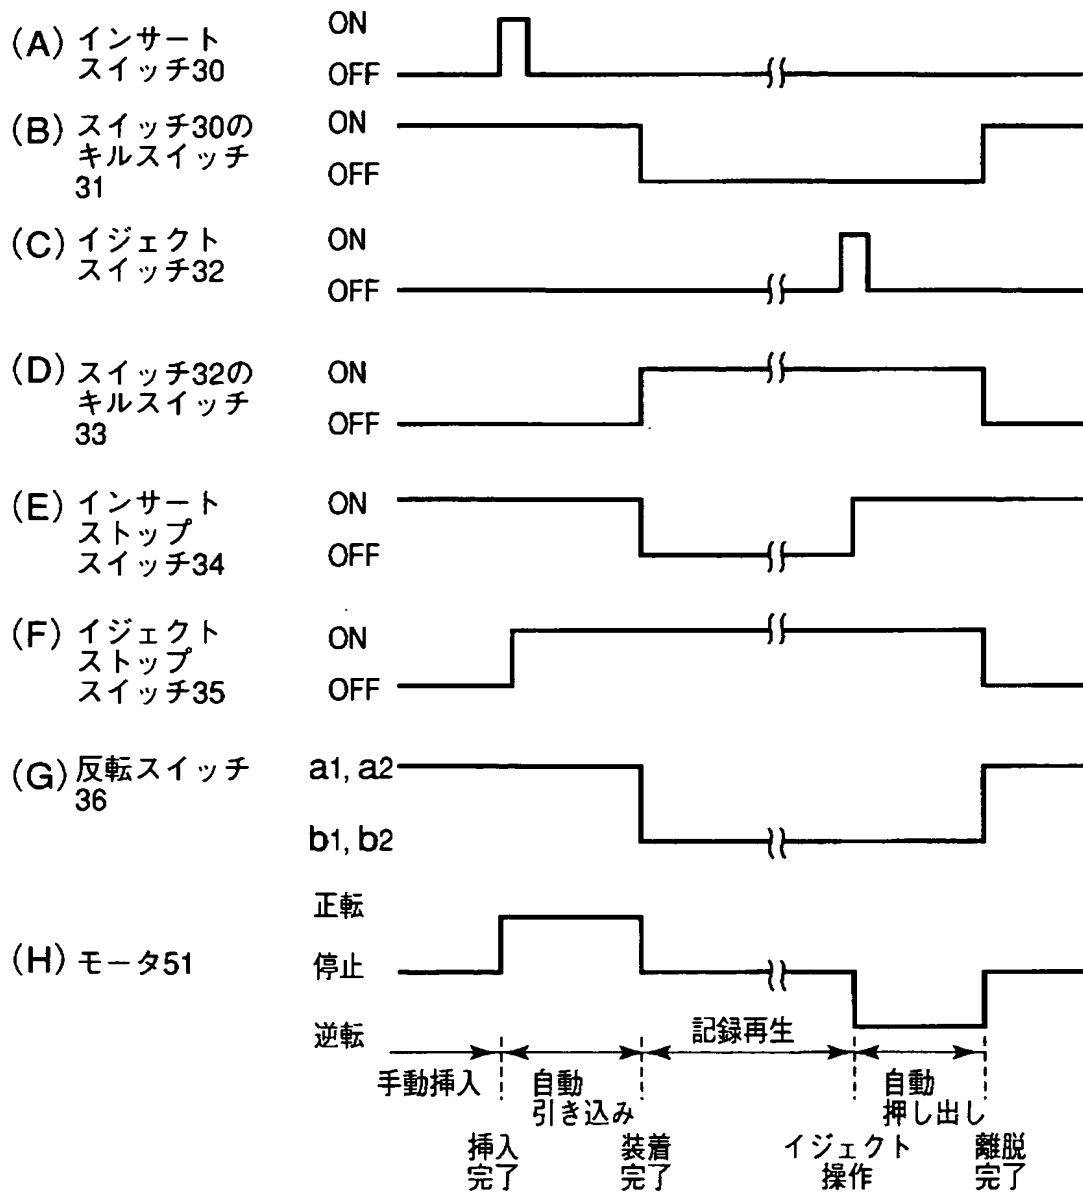 (A) インサート ON
スイッチ30 OFF
(B) スイッチ30の ON
キルスイッチ
31 OFF
(C) イジェクト ON
スイッチ32 OFF
(D) スイッチ32の ON
キルスイッチ
33 OFF
(E) インサート ON
ストップ
スイッチ34 OFF
(F) イジェクト ON
ストップ
スイッチ35 OFF
(G) 反転スイッチ a1, a2
36
b1, b2
正転
(H) モータ51 停止
逆転
記録再生
手動挿入 自動 自動
引き込み 押し出し
挿入 装着 イジェクト 離脱
完了 完了 操作 完了